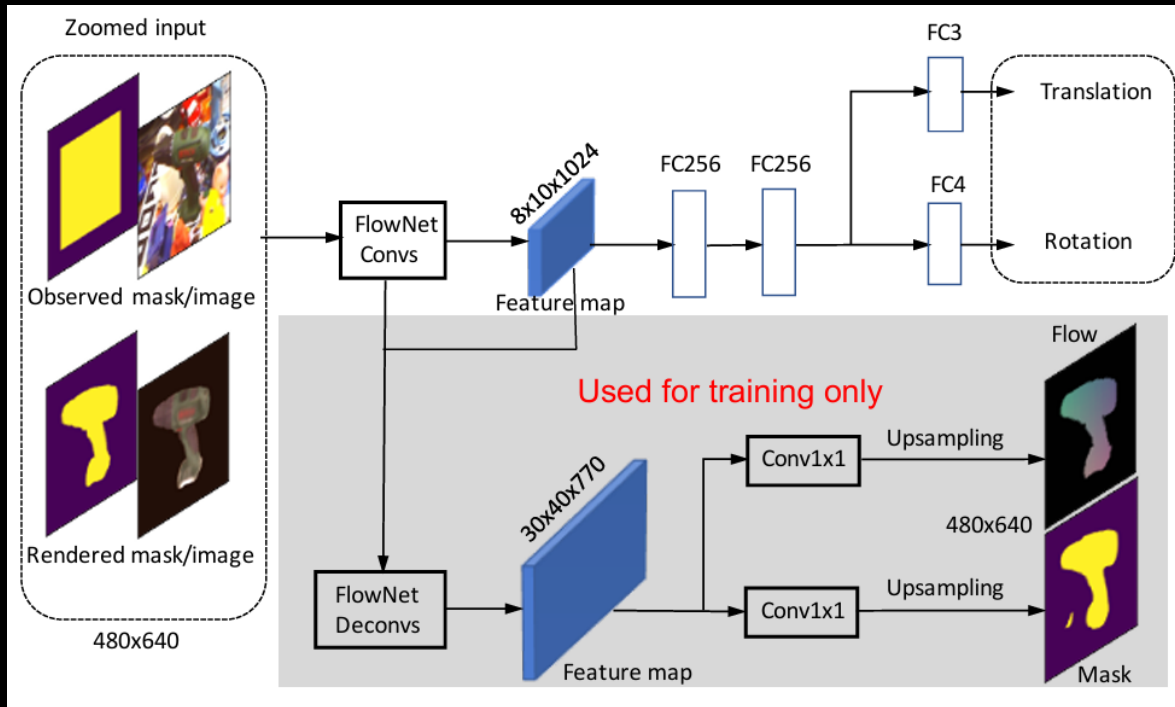 Zoomed input
Observed mask/image
Rendered mask/image
480x640
FlowNet
Convs
8x10x1024
Feature map
FC256
FC256
FC3
Translation
FC4
Rotation
Used for training only
FlowNet
Deconvs
30x40x770
Feature map
Conv1x1
Upsampling
Flow
480x640
Conv1x1
Upsampling
Mask